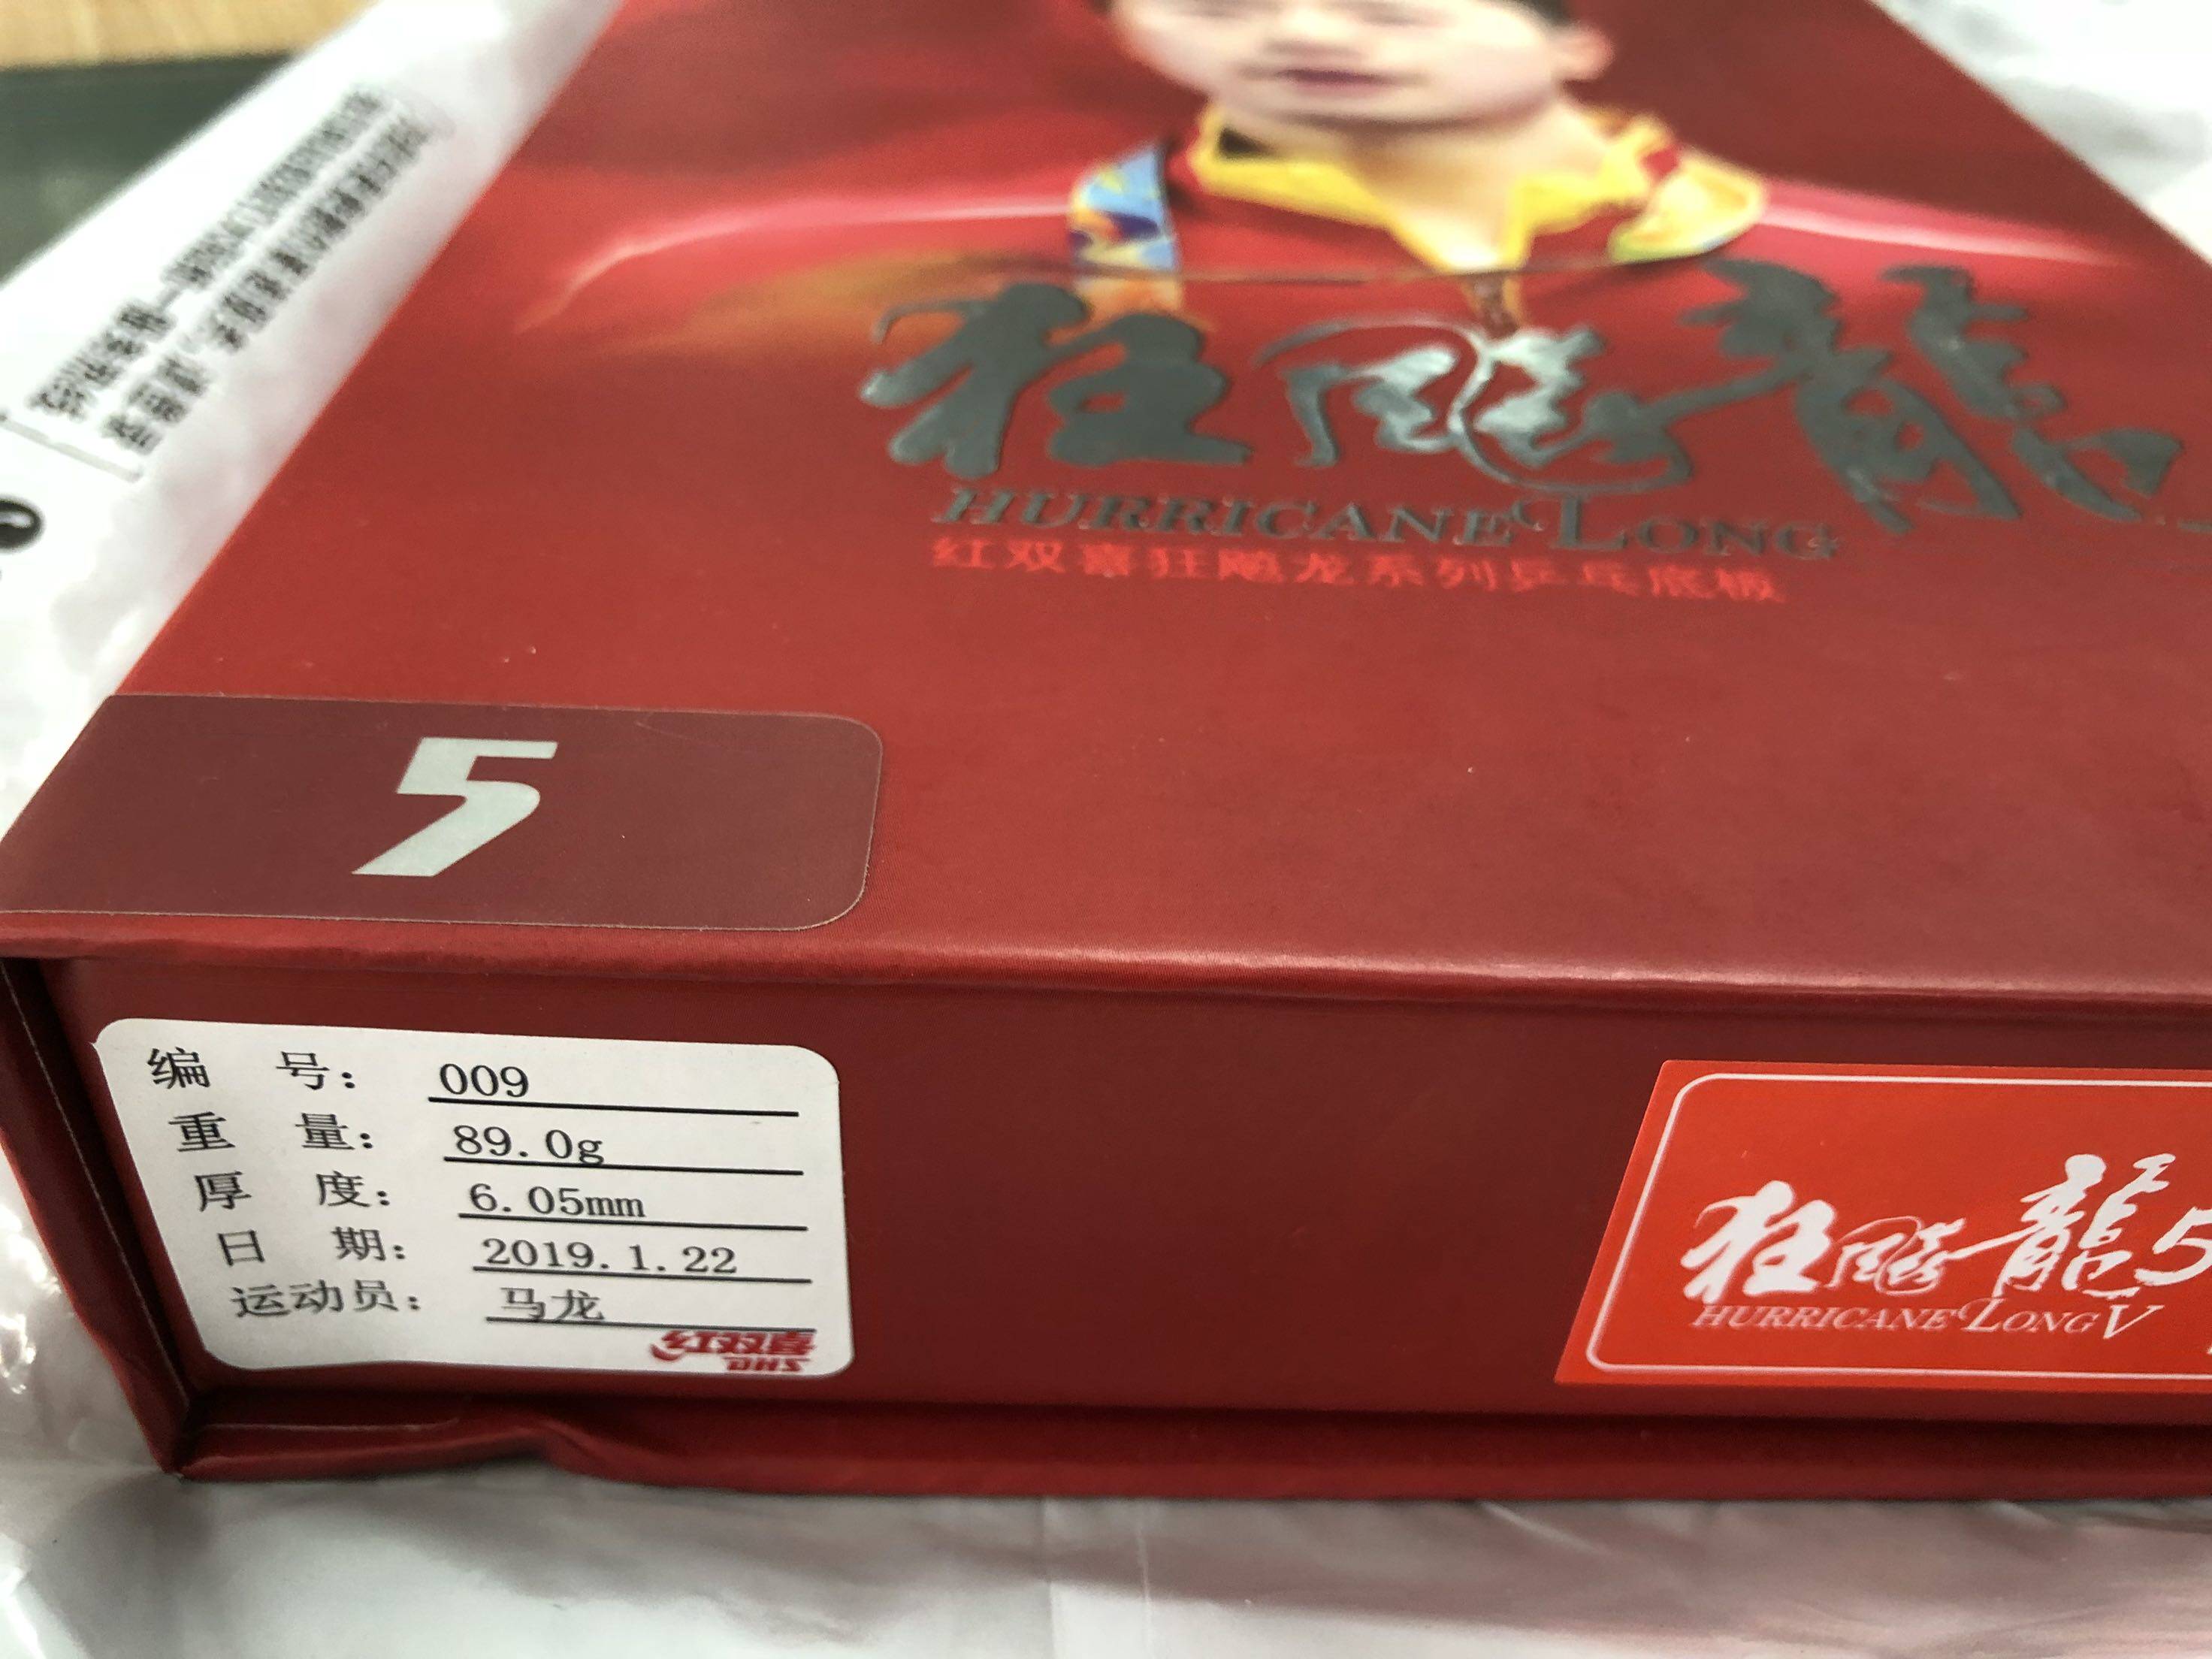 狂飚龍
HURRICANE LONG
红双喜狂飚龙系列乒乓底板
5
编 号： 009
重 量： 89.0g
厚 度： 6.05mm
日 期： 2019.1.22
运动员： 马龙
红双喜
DHS
狂飚龍5
HURRICANE LONG V